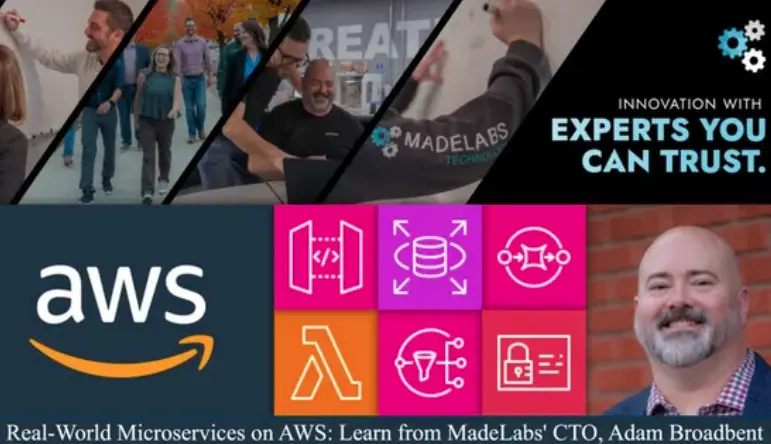 REAT
INNOVATION WITH
EXPERTS YOU
CAN TRUST.
MADELABS
aws
</>
Real-World Microservices on AWS: Learn from MadeLabs' CTO, Adam Broadbent